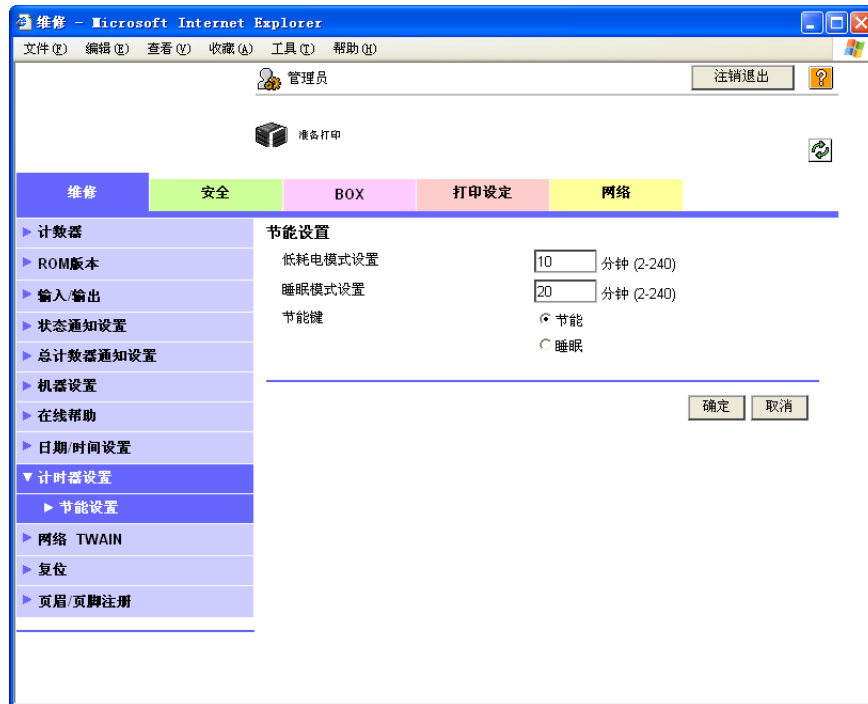 维修 - Microsoft Internet Explorer
文件(F) 编辑(E) 查看(V) 收藏(A) 工具(T) 帮助(H)
管理员
注销退出
?
准备打印
维修 安全 BOX 打印设定 网络
计数器
ROM版本
输入/输出
状态通知设置
总计数器通知设置
机器设置
在线帮助
日期/时间设置
计时器设置
节能设置
网络 TWAIN
复位
页眉/页脚注册
节能设置
低耗电模式设置 10 分钟 (2-240)
睡眠模式设置 20 分钟 (2-240)
节能键 节能
睡眠
确定 取消